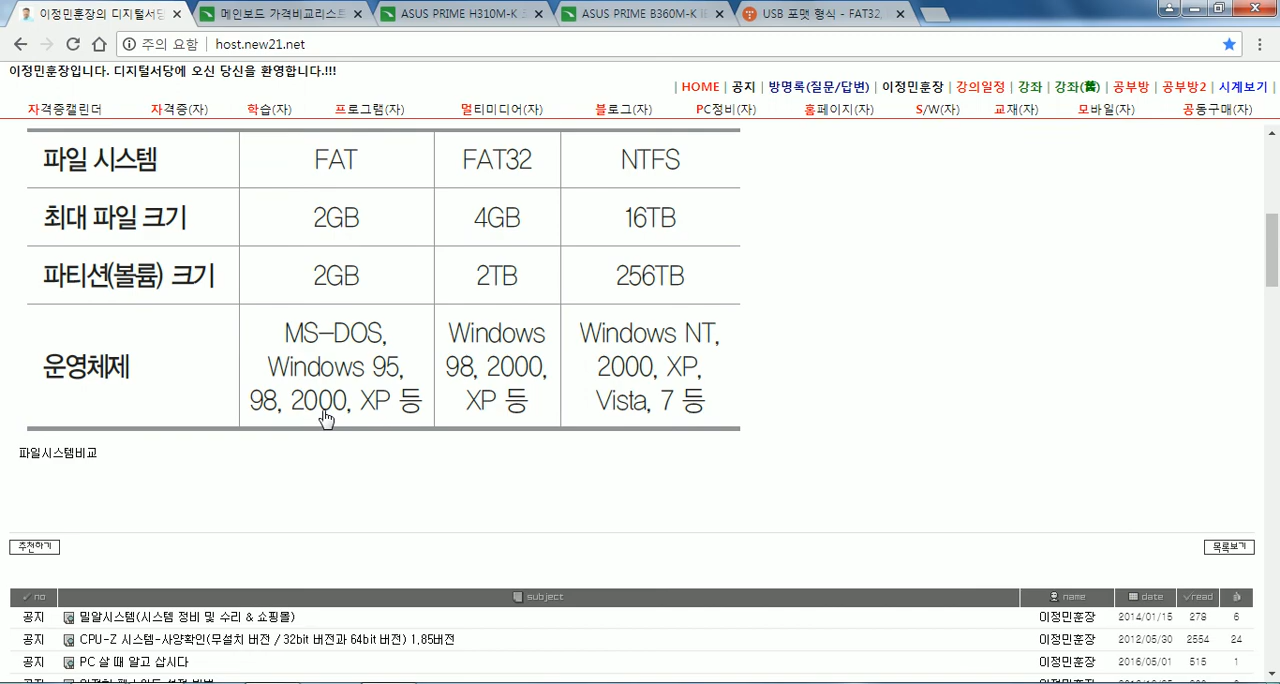 이정민훈장의 디지털서당
메인보드 가격비교리스트
ASUS PRIME H310M-K
ASUS PRIME B360M-K
USB 포맷 형식 - FAT32,
주의 요함 host.new21.net
이정민훈장입니다. 디지털서당에 오신 당신을 환영합니다.!!!
| HOME | 공지 | 방명록(질문/답변) | 이정민훈장 | 강의일정 | 강좌 | 강좌(舊) | 공부방 | 공부방2 | 시계보기 |
자격증캘린더 자격증(자) 학습(자) 프로그램(자) 멀티미디어(자) 블로그(자) PC정비(자) 홈페이지(자) S/W(자) 교재(자) 모바일(자) 공동구매(자)
파일 시스템 FAT FAT32 NTFS
최대 파일 크기 2GB 4GB 16TB
파티션(볼륨) 크기 2GB 2TB 256TB
운영체제
MS-DOS,
Windows 95,
98, 2000, XP 등
Windows
98, 2000,
XP 등
Windows NT,
2000, XP,
Vista, 7 등
파일시스템비교
추천하기
목록보기
no subject name date read
공지 밀알시스템(시스템 정비 및 수리 & 쇼핑몰) 이정민훈장 2014/01/15 279 6
공지 CPU-Z 시스템-사양확인(무설치 버전 / 32bit 버전과 64bit 버전) 1.85버전 이정민훈장 2012/05/30 2554 24
공지 PC 살 때 알고 삽시다 이정민훈장 2016/05/01 515 1